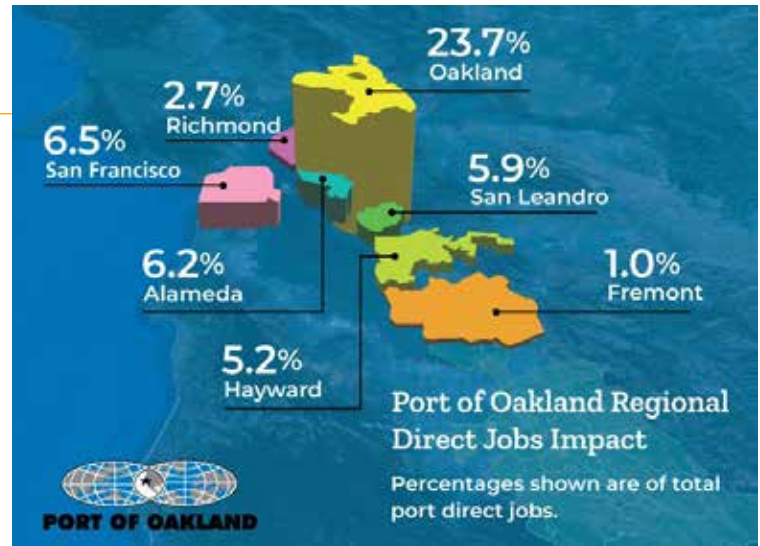 23.7%
Oakland
2.7%
Richmond
6.5%
San Francisco
5.9%
San Leandro
6.2%
Alameda
1.0%
Fremont
5.2%
Hayward
Port of Oakland Regional
Direct Jobs Impact
Percentages shown are of total
port direct jobs.
PORT OF OAKLAND